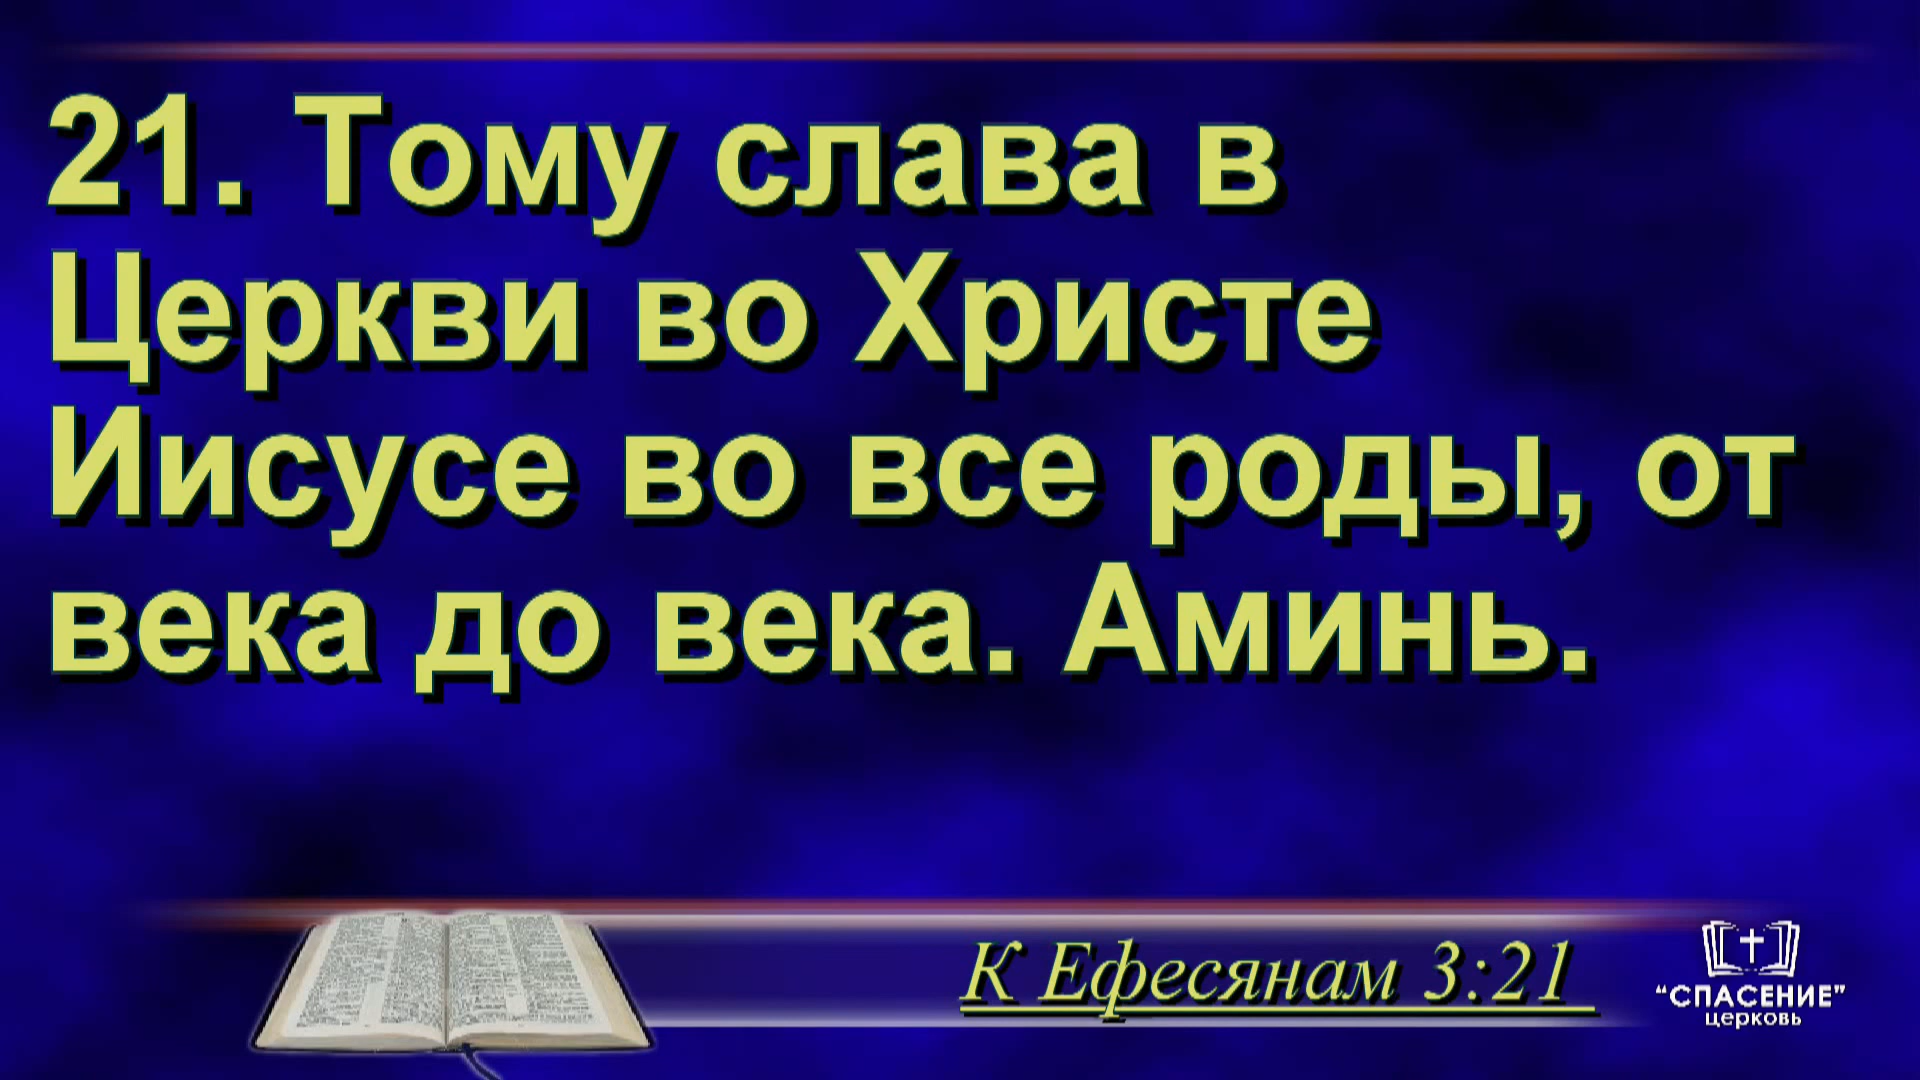 21. Тому слава в
Церкви во Христе
Иисусе во все роды, от
века до века. Аминь.
К Ефесянам 3:21
“СПАСЕНИЕ”
церковь